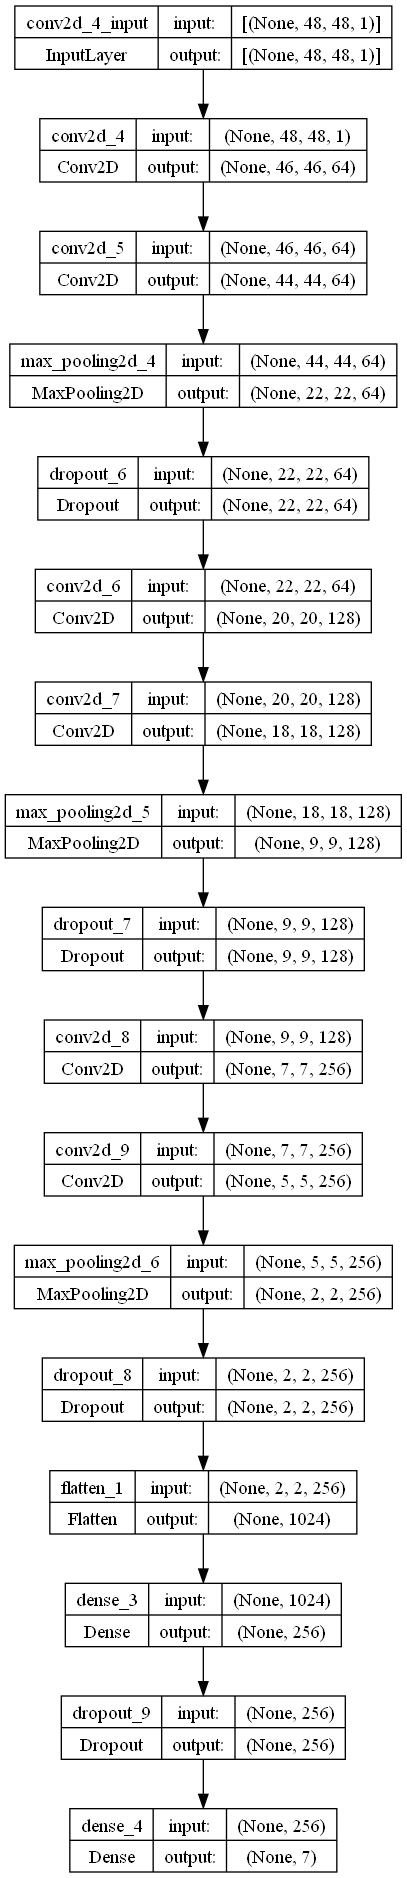 conv2d_4_input input: [(None, 48, 48, 1)]
InputLayer output: [(None, 48, 48, 1)]
conv2d_4 input: (None, 48, 48, 1)
Conv2D output: (None, 46, 46, 64)
conv2d_5 input: (None, 46, 46, 64)
Conv2D output: (None, 44, 44, 64)
max_pooling2d_4 input: (None, 44, 44, 64)
MaxPooling2D output: (None, 22, 22, 64)
dropout_6 input: (None, 22, 22, 64)
Dropout output: (None, 22, 22, 64)
conv2d_6 input: (None, 22, 22, 64)
Conv2D output: (None, 20, 20, 128)
conv2d_7 input: (None, 20, 20, 128)
Conv2D output: (None, 18, 18, 128)
max_pooling2d_5 input: (None, 18, 18, 128)
MaxPooling2D output: (None, 9, 9, 128)
dropout_7 input: (None, 9, 9, 128)
Dropout output: (None, 9, 9, 128)
conv2d_8 input: (None, 9, 9, 128)
Conv2D output: (None, 7, 7, 256)
conv2d_9 input: (None, 7, 7, 256)
Conv2D output: (None, 5, 5, 256)
max_pooling2d_6 input: (None, 5, 5, 256)
MaxPooling2D output: (None, 2, 2, 256)
dropout_8 input: (None, 2, 2, 256)
Dropout output: (None, 2, 2, 256)
flatten_1 input: (None, 2, 2, 256)
Flatten output: (None, 1024)
dense_3 input: (None, 1024)
Dense output: (None, 256)
dropout_9 input: (None, 256)
Dropout output: (None, 256)
dense_4 input: (None, 256)
Dense output: (None, 7)